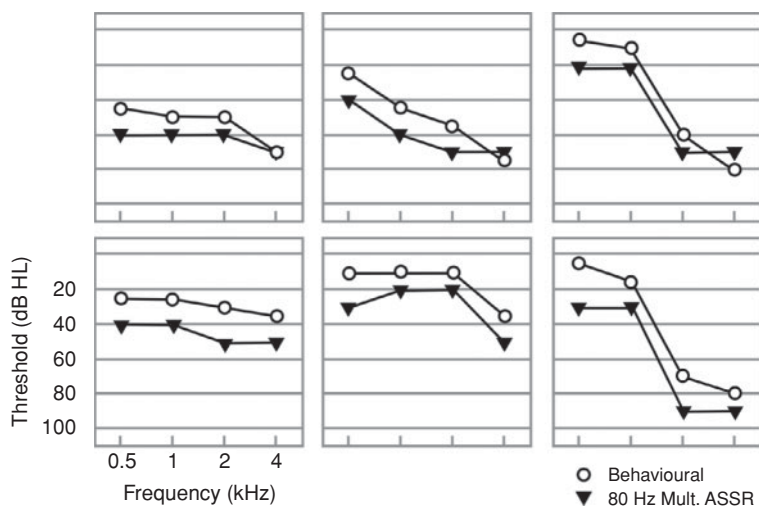 Threshold (dB HL)
20
40
60
80
100
0.5 1 2 4
Frequency (kHz)
Behavioural
80 Hz Mult. ASSR